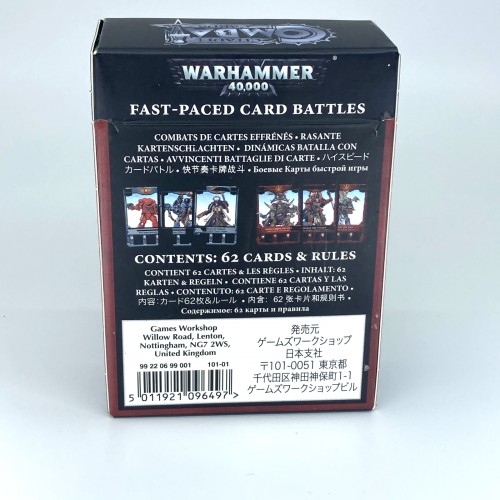 COMBAT
WARHAMMER
40,000
FAST-PACED CARD BATTLES
COMBATS DE CARTES EFFRÉNÉS • RASANTE
KARTENSCHLACHTEN • DINÁMICAS BATALLA CON
CARTAS • AVVINCENTI BATTAGLIE DI CARTE • ハイスピード
カードバトル • 快节奏卡牌战斗 • Боевые Карты быстрой игры
CONTENTS: 62 CARDS & RULES
CONTIENT 62 CARTES & LES RÈGLES • INHALT: 62
KARTEN & REGELN • CONTIENE 62 CARTAS Y LAS
REGLAS • CONTENUTO: 62 CARTE E REGOLAMENTO •
内容:カード62枚&ルール • 内含: 62 张卡片和规则书 •
Содержимое: 62 карты и правила
Games Workshop
Willow Road, Lenton,
Nottingham, NG7 2WS,
United Kingdom
99 22 06 99 001 101-01
5 011921 096497 >
発売元
ゲームズワークショップ
日本支社
〒101-0051 東京都
千代田区神田神保町1-1
ゲームズワークショップビル